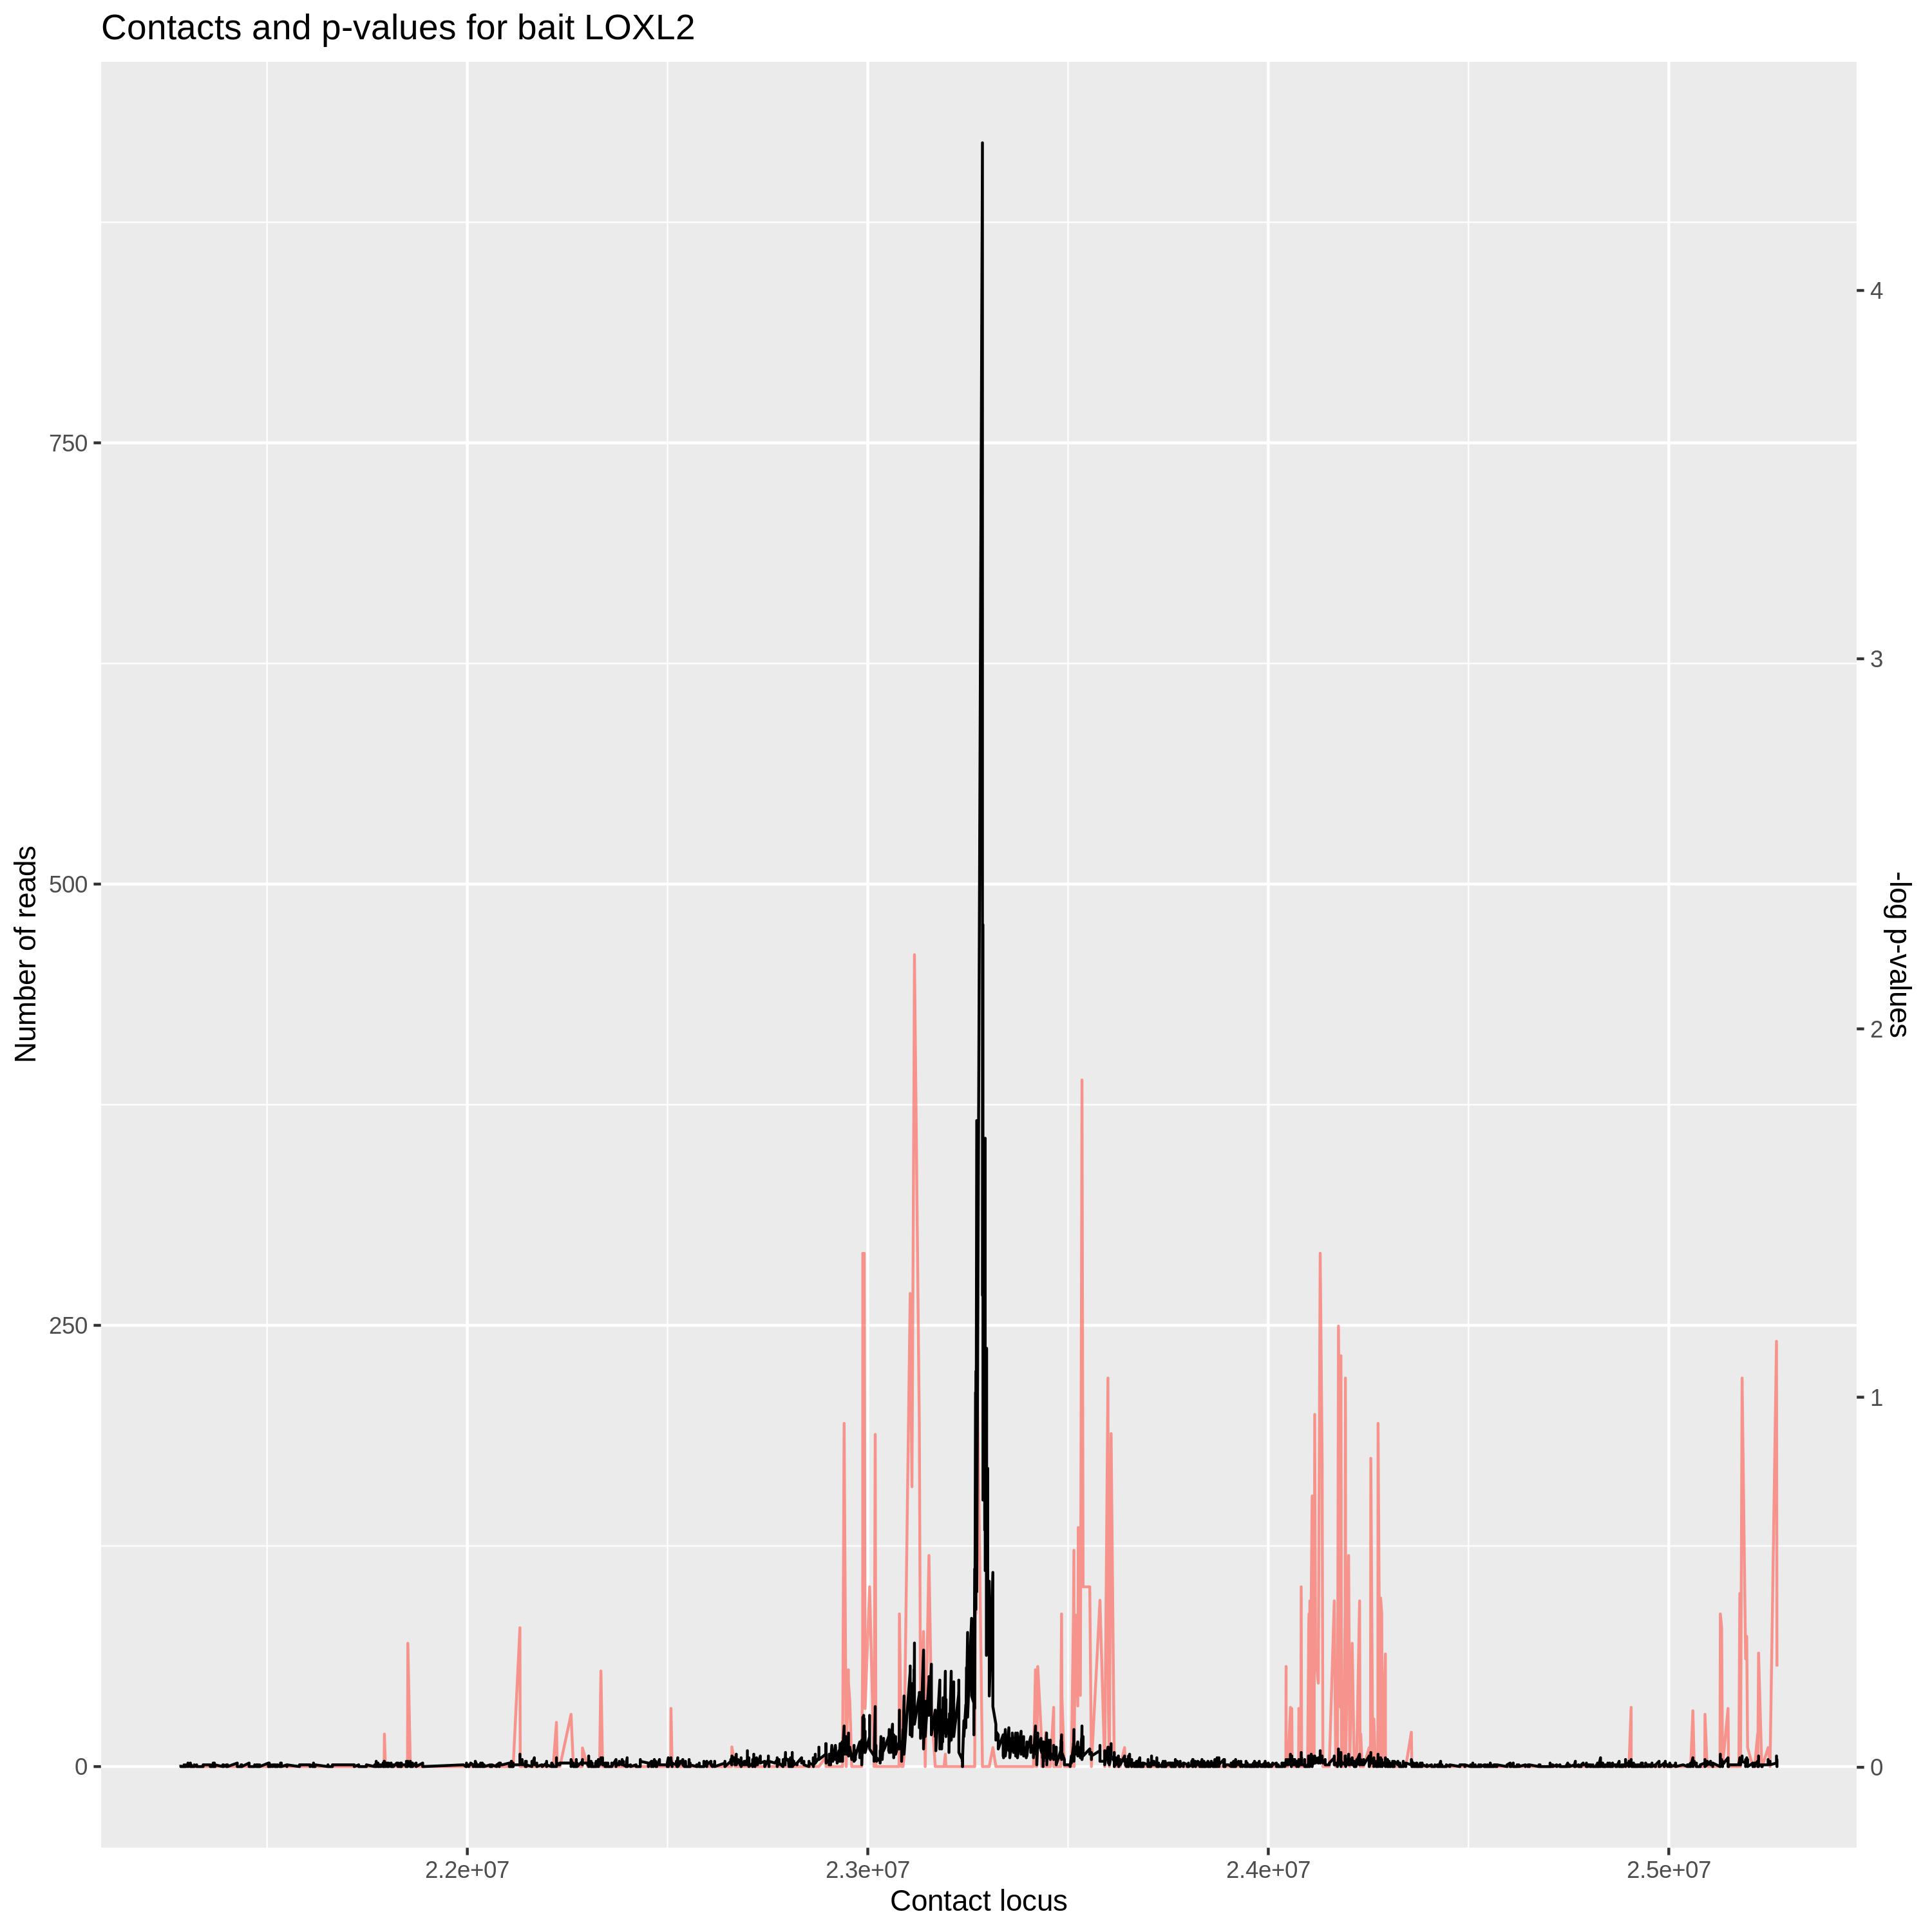 Contacts and p-values for bait LOXL2
Number of reads
750
500
250
0
4
3
2
1
0
-log p-values
2.2e+07
2.3e+07
2.4e+07
2.5e+07
Contact locus